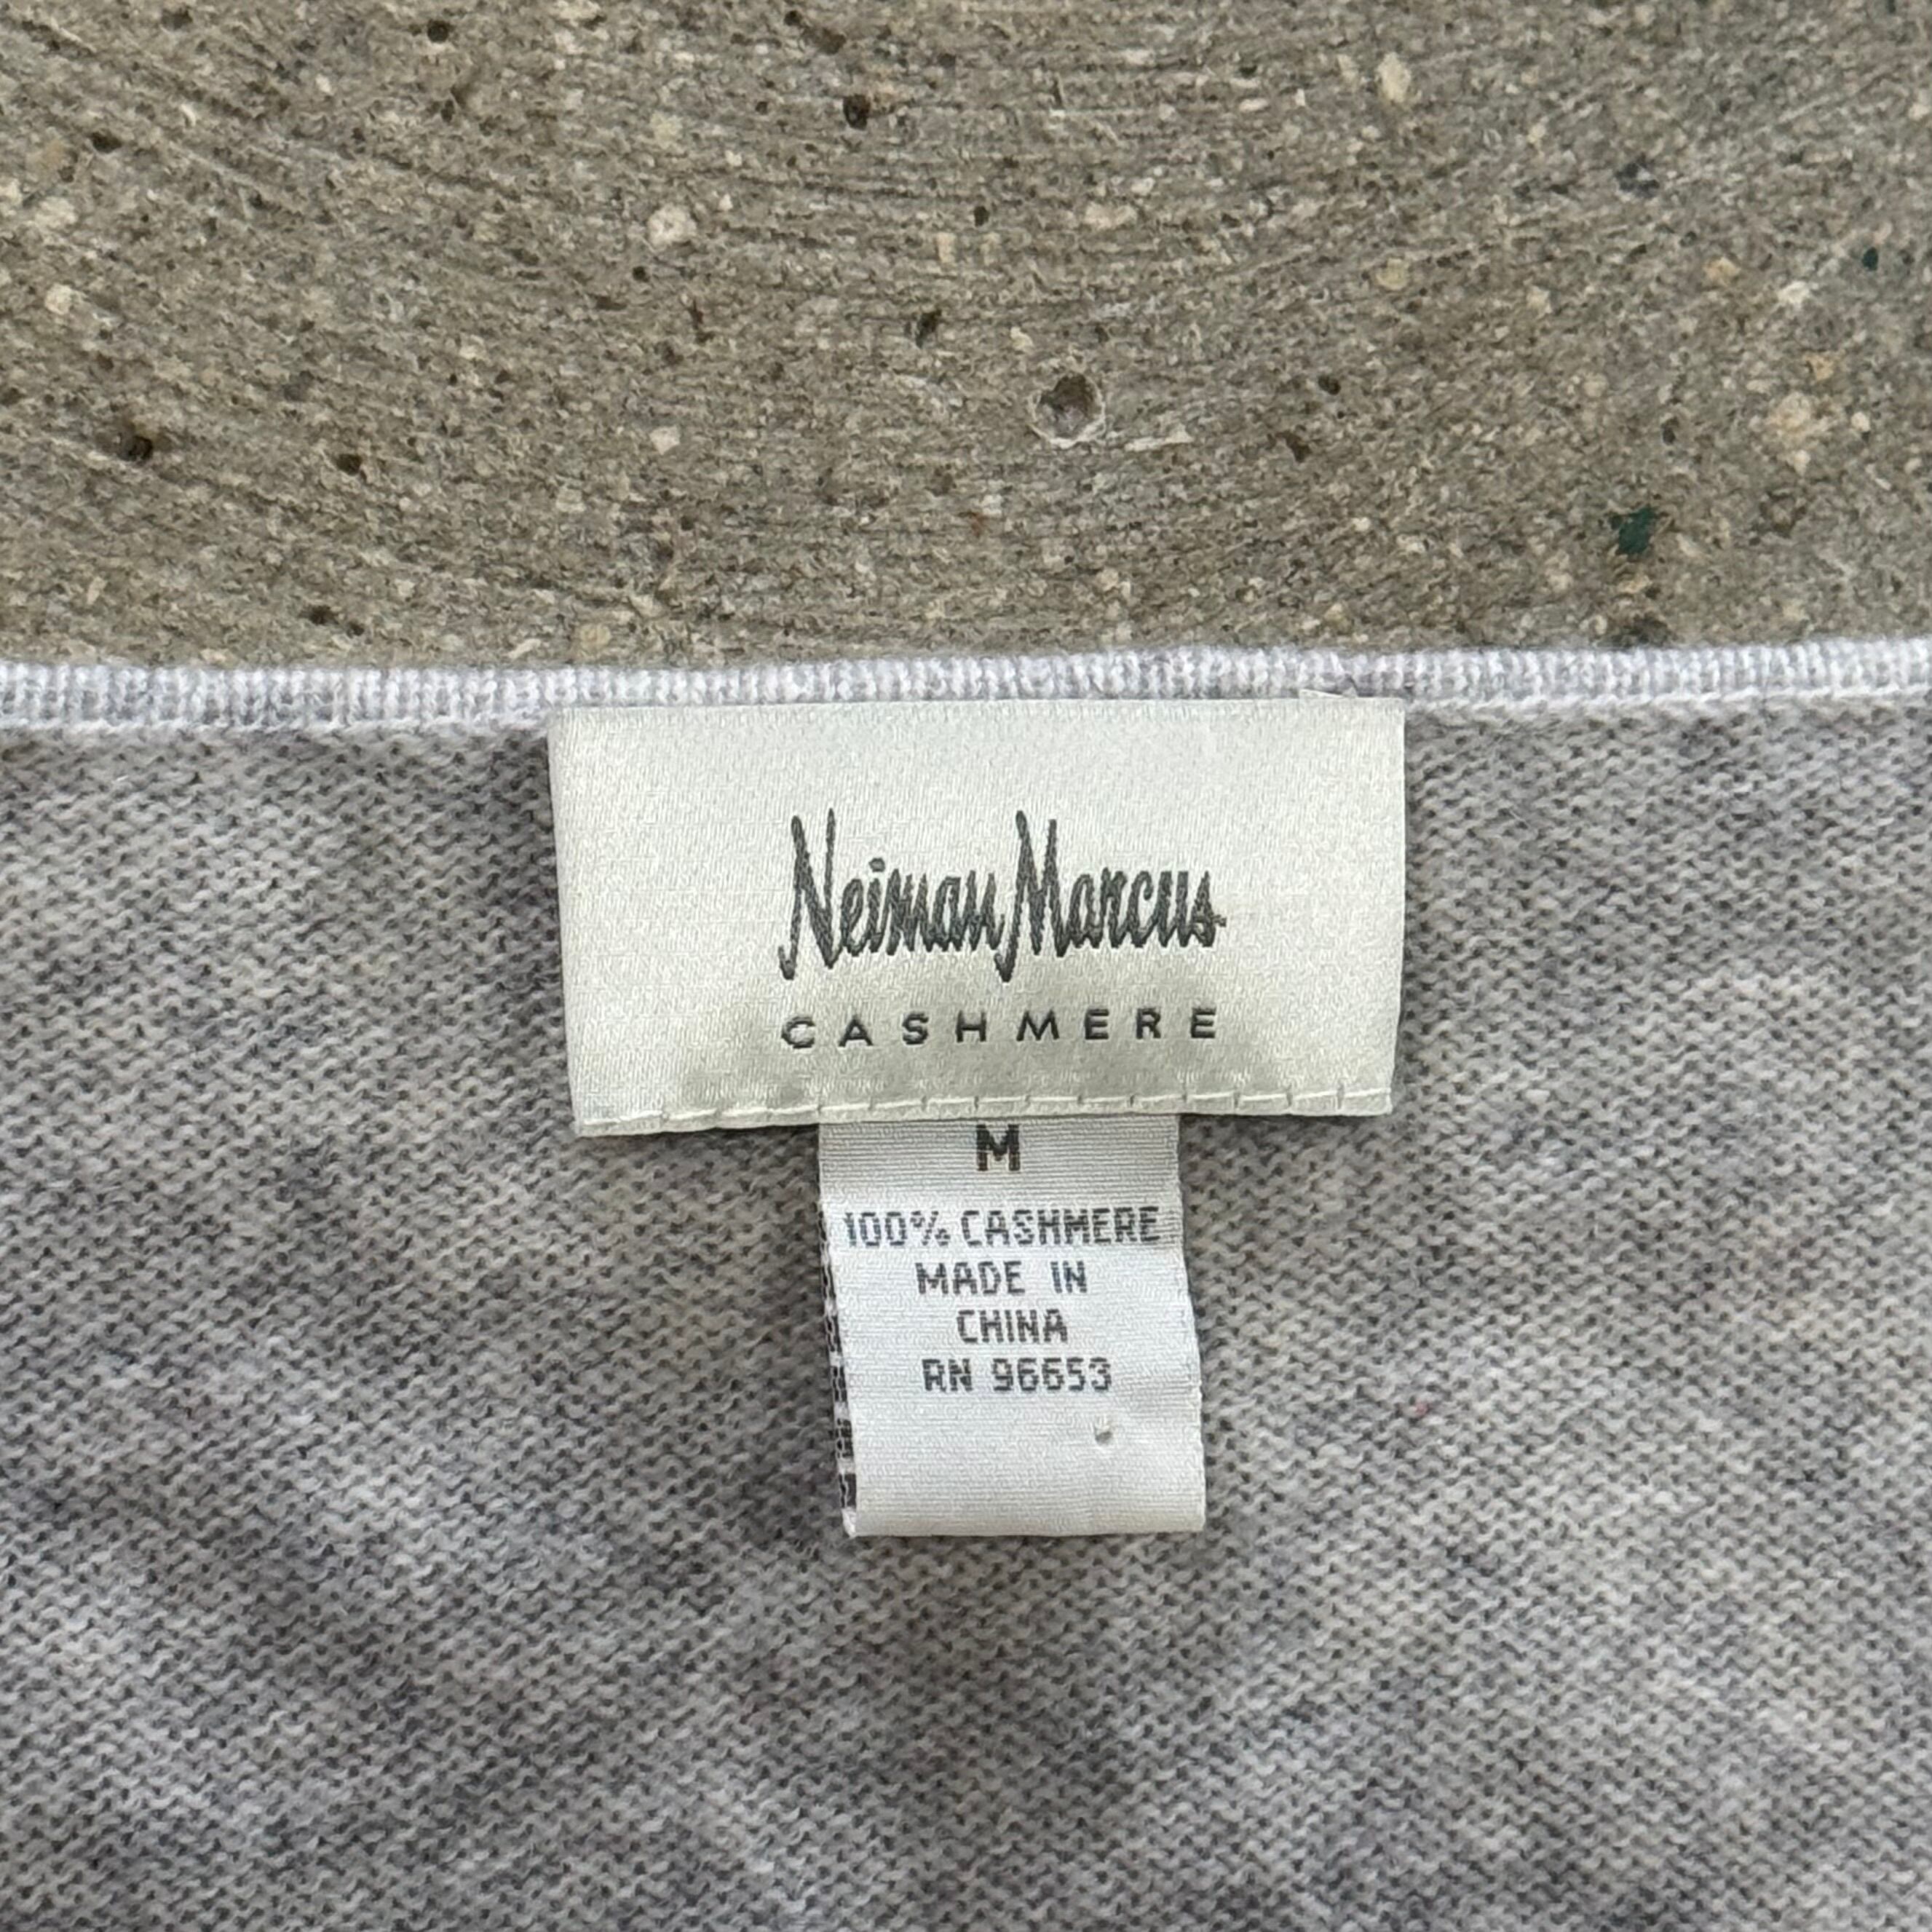 Neiman Marcus
CASHMERE
M
100% CASHMERE
MADE IN
CHINA
RN 96653